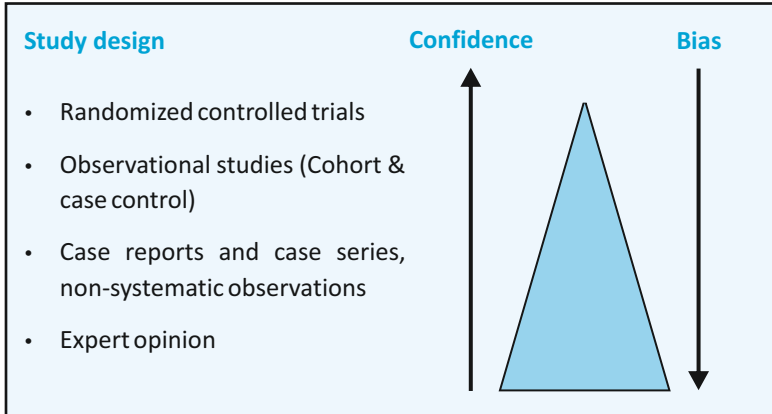 Study design Confidence Bias
• Randomized controlled trials
• Observational studies (Cohort &
case control)
• Case reports and case series,
non-systematic observations
• Expert opinion